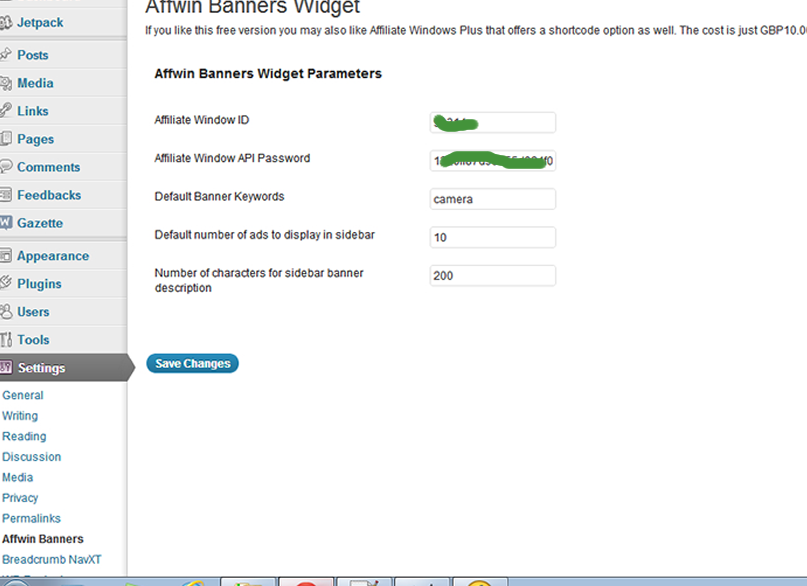 Affwin Banners Widget
If you like this free version you may also like Affiliate Windows Plus that offers a shortcode option as well. The cost is just GBP10.0
Affwin Banners Widget Parameters
Affiliate Window ID
Affiliate Window API Password
Default Banner Keywords
camera
Default number of ads to display in sidebar
10
Number of characters for sidebar banner
description
200
Save Changes
Jetpack
Posts
Media
Links
Pages
Comments
Feedbacks
Gazette
Appearance
Plugins
Users
Tools
Settings
General
Writing
Reading
Discussion
Media
Privacy
Permalinks
Affwin Banners
Breadcrumb NavXT